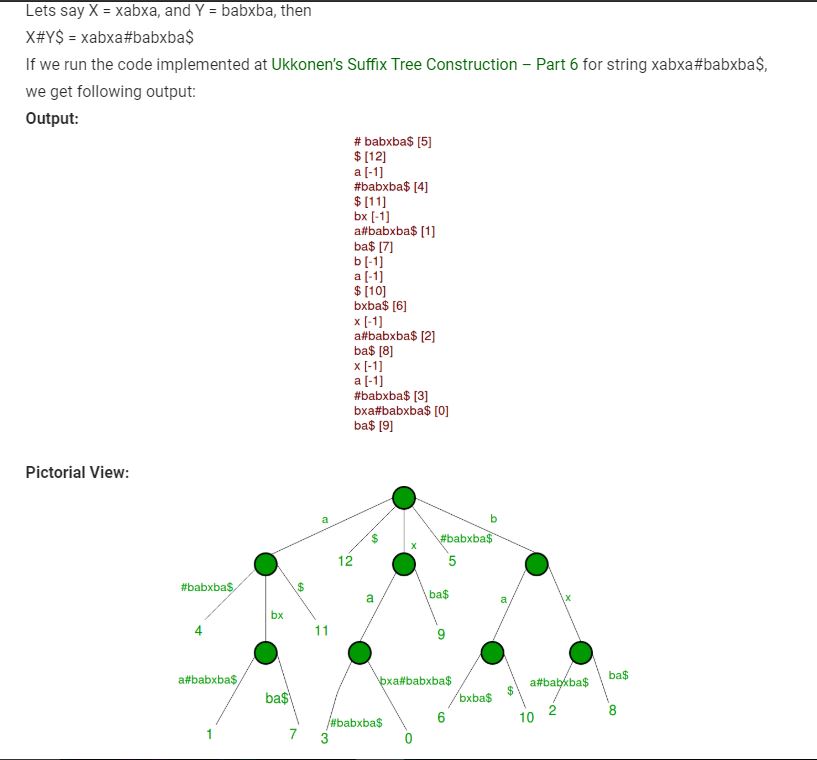 Lets say X = xabxa, and Y = babxba, then
X#Y$ = xabxa#babxba$
If we run the code implemented at Ukkonen's Suffix Tree Construction – Part 6 for string xabxa#babxba$,
we get following output:
Output:
# babxba$ [5]
$ [12]
a [-1]
#babxba$ [4]
$ [11]
bx [-1]
a#babxba$ [1]
ba$ [7]
b [-1]
a [-1]
$ [10]
bxba$ [6]
x [-1]
a#babxba$ [2]
ba$ [8]
x [-1]
a [-1]
#babxba$ [3]
bxa#babxba$ [0]
ba$ [9]
Pictorial View:
a b
$ x #babxba$
12 5
#babxba$ $ a ba$ a x
bx
4 11 9
a#babxba$ ba$ bxa#babxba$ bxba$ $ a#babxba$ ba$
6 10 2 8
#babxba$
1 7 3 0